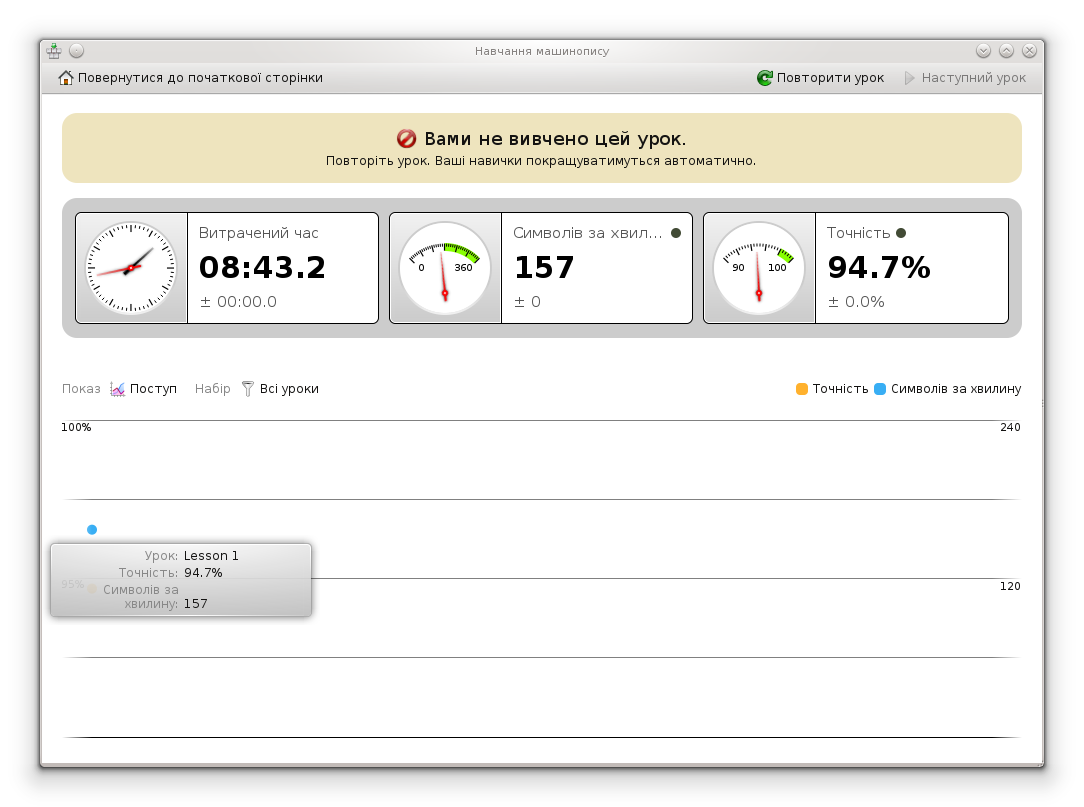 Навчання машинопису
Повернутися до початкової сторінки
Повторити урок
Наступний урок
Вами не вивчено цей урок.
Повторіть урок. Ваші навички покращуватимуться автоматично.
Витрачений час
08:43.2
± 00:00.0
0 360
Символів за хвил...
157
± 0
90 100
Точність
94.7%
± 0.0%
Показ Поступ Набір Всі уроки
Точність Символів за хвилину
100% 240
Урок: Lesson 1
Точність: 94.7%
95%
Символів за
хвилину: 157
120